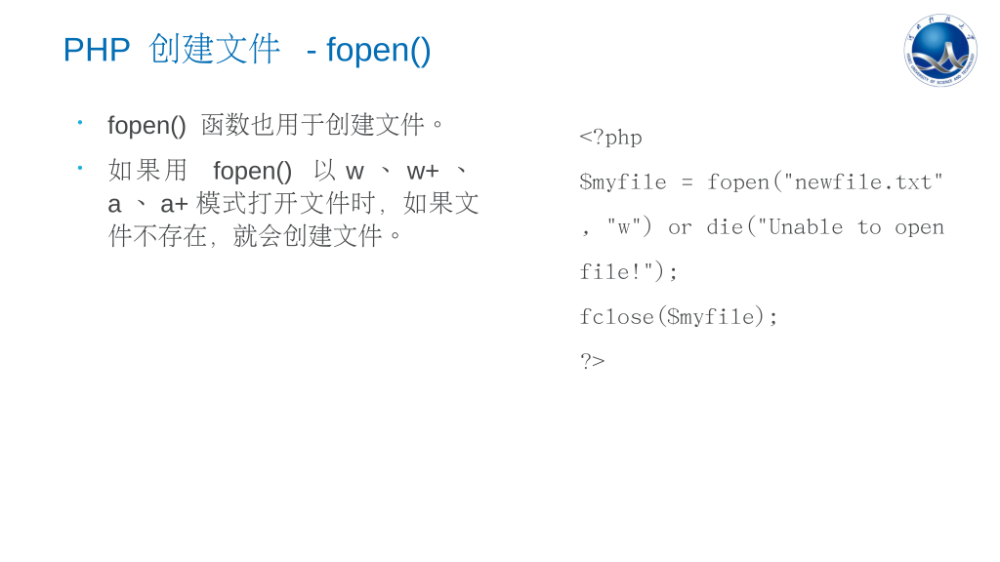 PHP 创建文件 - fopen()
fopen() 函数也用于创建文件。
如果用 fopen() 以 w 、 w+ 、
a 、 a+ 模式打开文件时，如果文
件不存在，就会创建文件。
<?php
$myfile = fopen("newfile.txt"
, "w") or die("Unable to open
file!");
fclose($myfile);
?>